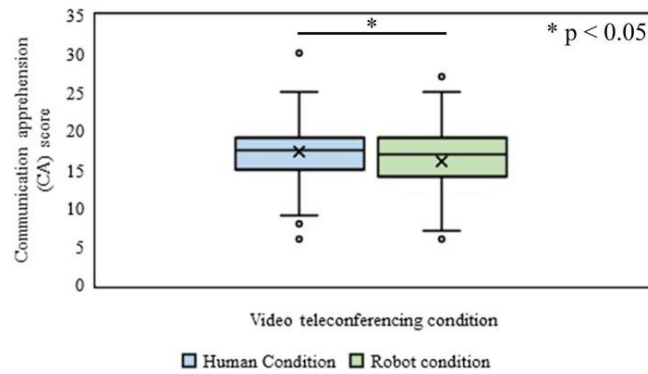 35
* p < 0.05
*
30
25
20
15
10
5
0
Communication apprehension
(CA) score
Video teleconferencing condition
Human Condition
Robot condition